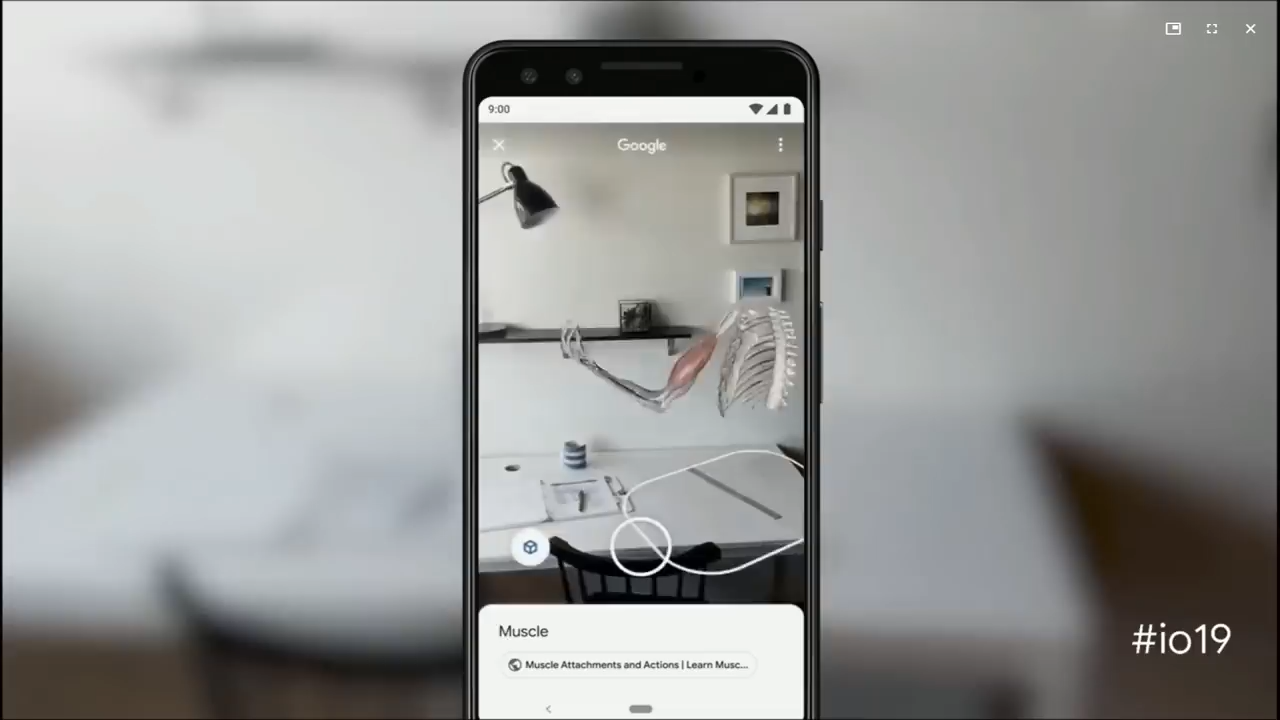 9:00
Google
Muscle
Muscle Attachments and Actions | Learn Musc...
#io19